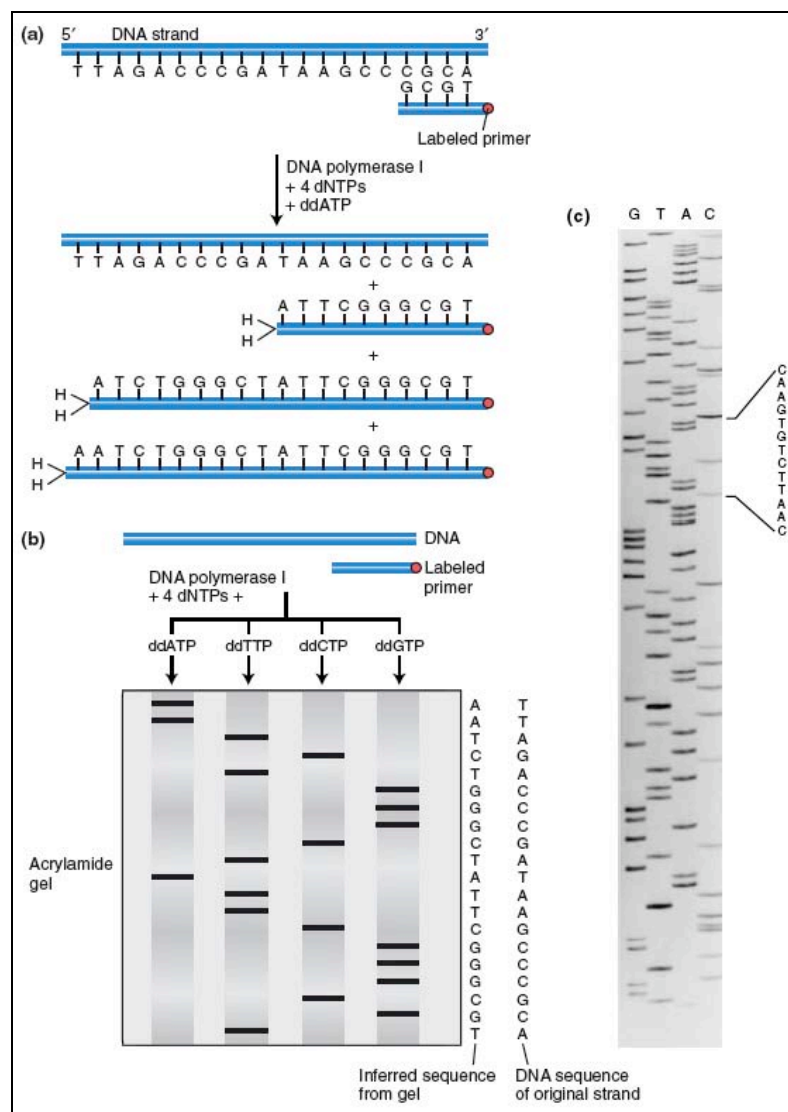 (a)
5′ DNA strand 3′
T T A G A C C C G A T A A G C C C G C A
G C G T
Labeled primer
DNA polymerase I
+ 4 dNTPs
+ ddATP
T T A G A C C C G A T A A G C C C G C A
+
A T T C G G G C G T
H
H
+
A T C T G G G C T A T T C G G G C G T
H
H
+
A A T C T G G G C T A T T C G G G C G T
H
H
(b)
DNA
Labeled
primer
DNA polymerase I
+ 4 dNTPs +
ddATP ddTTP ddCTP ddGTP
Acrylamide
gel
A T
A T
T A
C G
T A
G C
G C
G C
C G
T A
A T
T A
T A
C G
G C
G C
G C
C G
G C
T A
Inferred sequence
from gel
DNA sequence
of original strand
(c)
G T A C
C
A
A
G
T
G
T
C
T
T
A
A
C